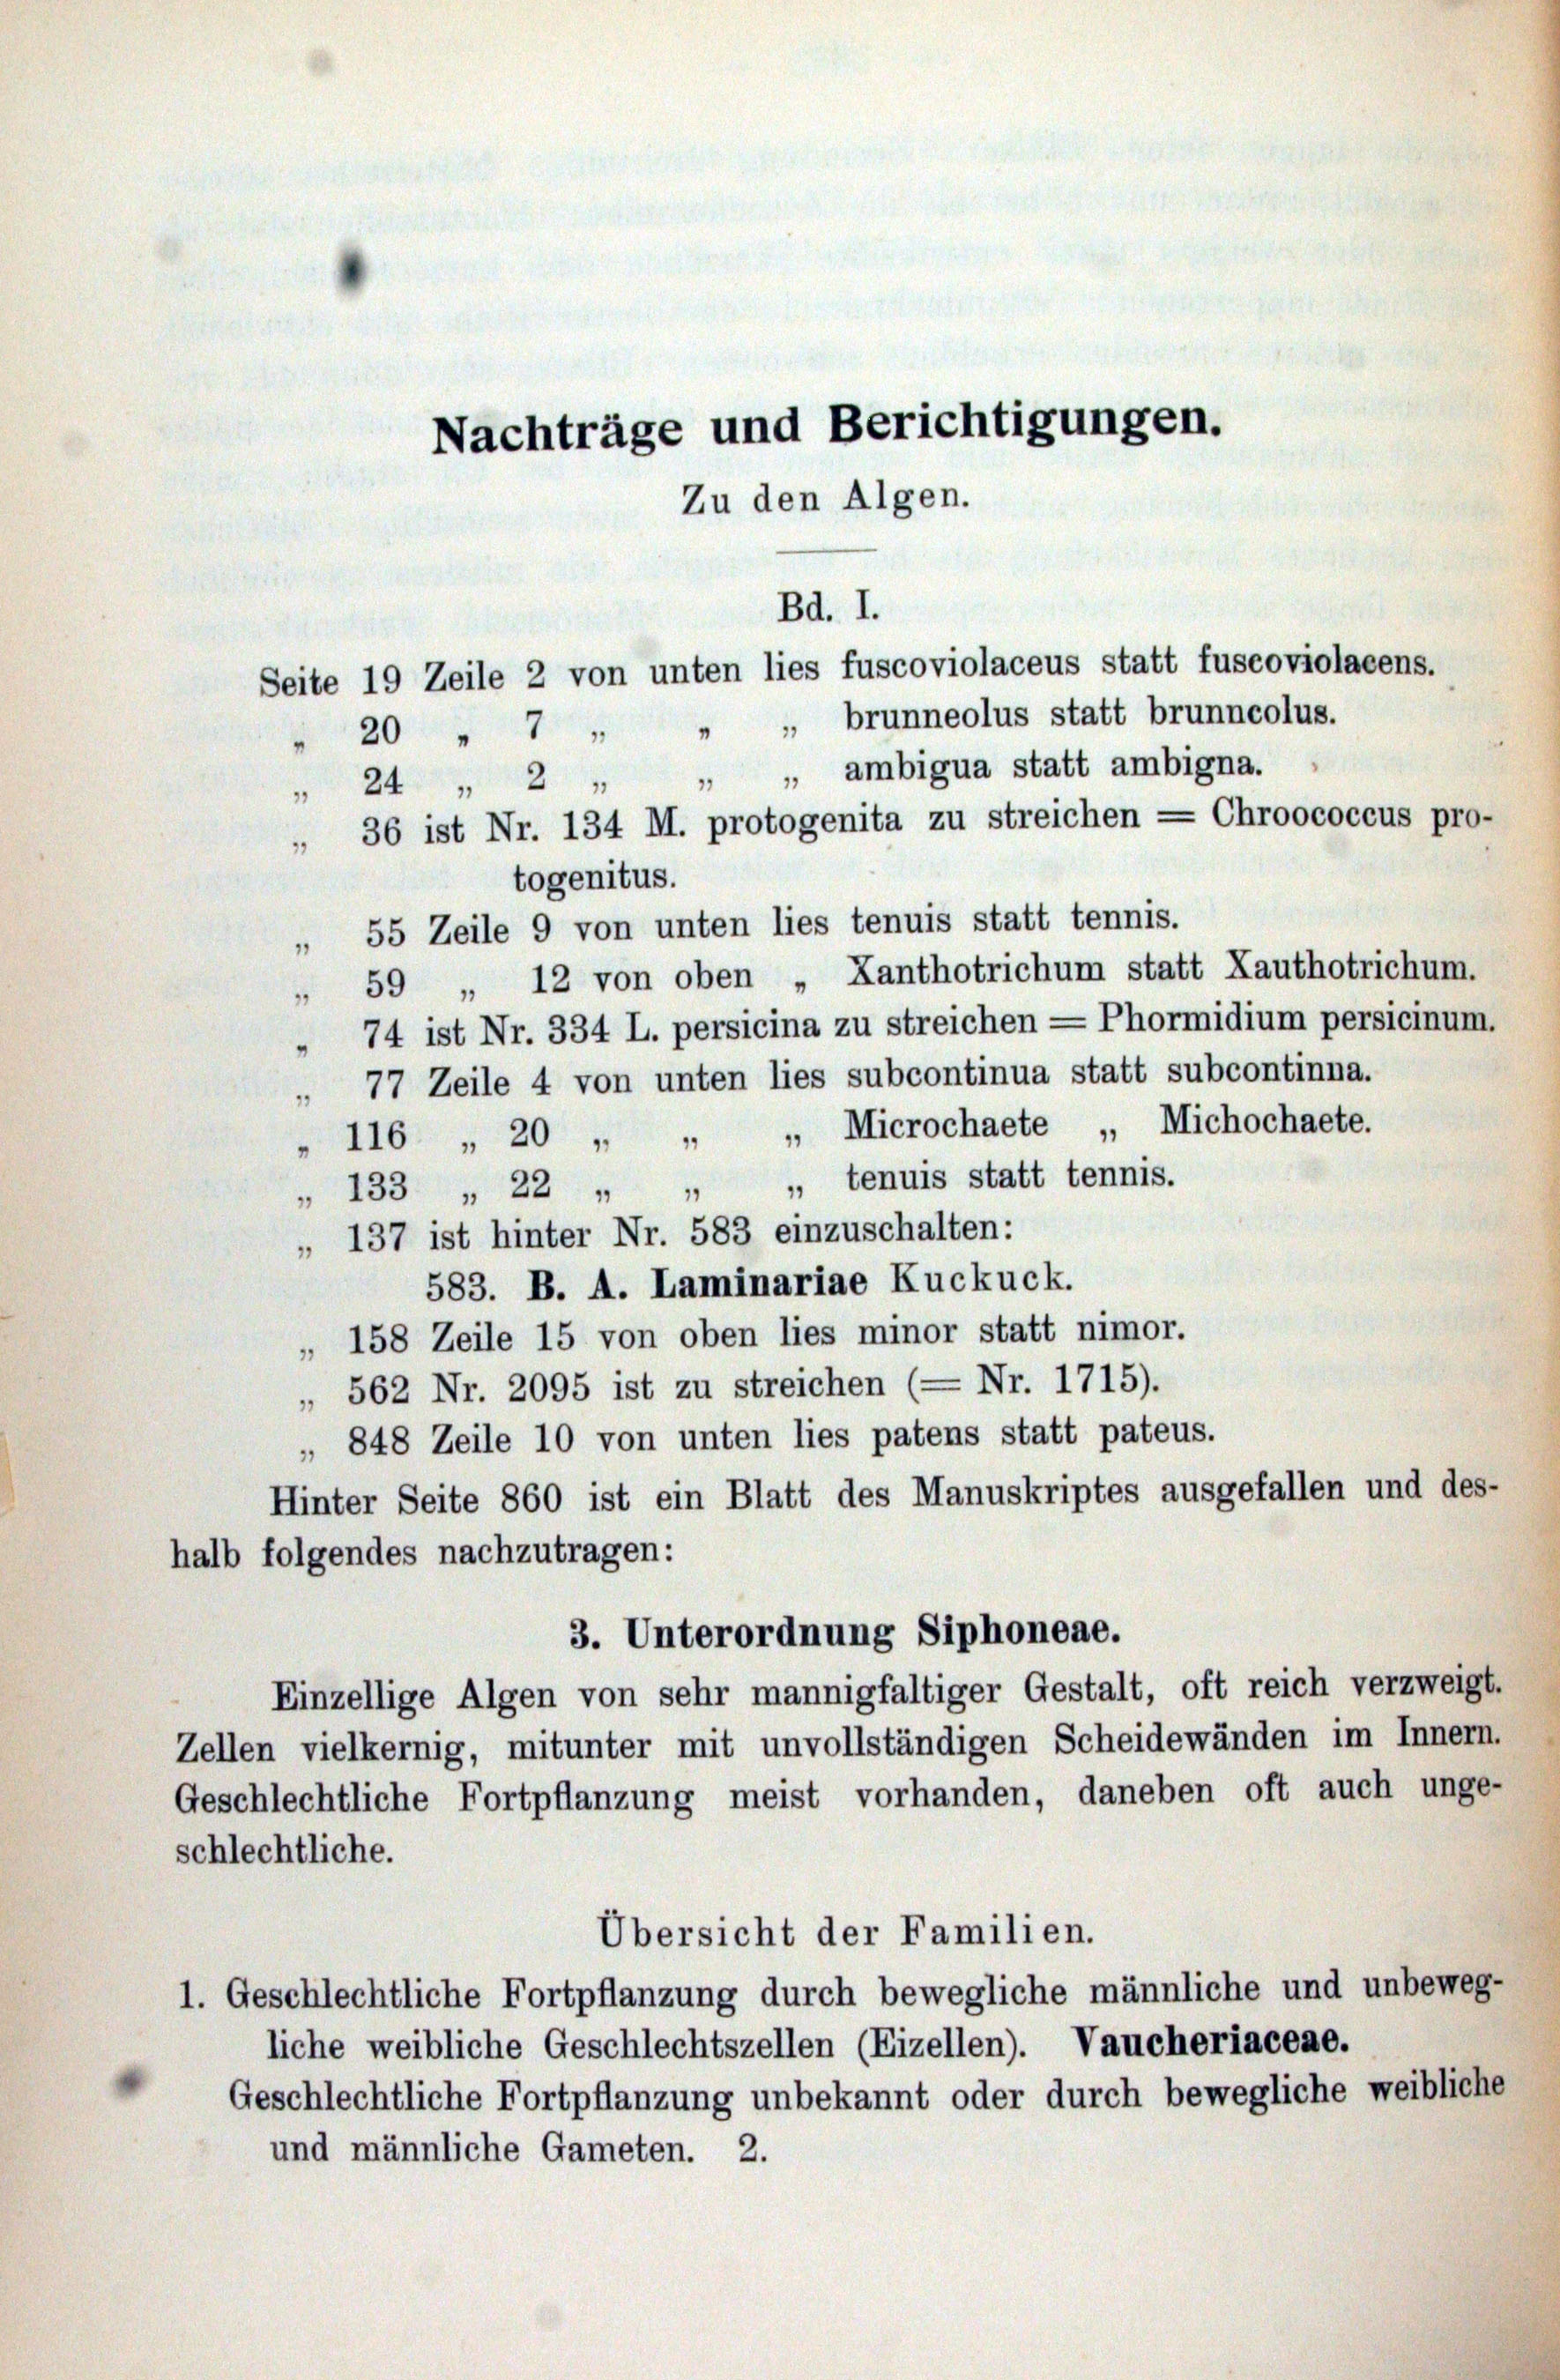 Nachträge und Berichtigungen.
Zu den Algen.
Bd. I.
Seite 19 Zeile 2 von unten lies fuscoviolaceus statt fuseoviolacens.
„ 20 „ 7 „ „ „ brunneolus statt brunncolus.
„ 24 „ 2 „ „ „ ambigua statt ambigna.
„ 36 ist Nr. 134 M. protogenita zu streichen = Chroococcus pro-
togenitus.
„ 55 Zeile 9 von unten lies tenuis statt tennis.
„ 59 „ 12 von oben „ Xanthotrichum statt Xauthotrichum.
„ 74 ist Nr. 334 L. persicina zu streichen = Phormidium persicinum.
„ 77 Zeile 4 von unten lies subcontinua statt subcontinna.
„ 116 „ 20 „ „ „ Microchaete „ Michochaete.
„ 133 „ 22 „ „ „ tenuis statt tennis.
„ 137 ist hinter Nr. 583 einzuschalten:
583. B. A. Laminariae Kuckuck.
„ 158 Zeile 15 von oben lies minor statt nimor.
„ 562 Nr. 2095 ist zu streichen (= Nr. 1715).
„ 848 Zeile 10 von unten lies patens statt pateus.
Hinter Seite 860 ist ein Blatt des Manuskriptes ausgefallen und des-
halb folgendes nachzutragen:
3. Unterordnung Siphoneae.
Einzellige Algen von sehr mannigfaltiger Gestalt, oft reich verzweigt.
Zellen vielkernig, mitunter mit unvollständigen Scheidewänden im Innern.
Geschlechtliche Fortpflanzung meist vorhanden, daneben oft auch unge-
schlechtliche.
Übersicht der Familien.
1. Geschlechtliche Fortpflanzung durch bewegliche männliche und unbeweg-
liche weibliche Geschlechtszellen (Eizellen). Vaucheriaceae.
Geschlechtliche Fortpflanzung unbekannt oder durch bewegliche weibliche
und männliche Gameten. 2.